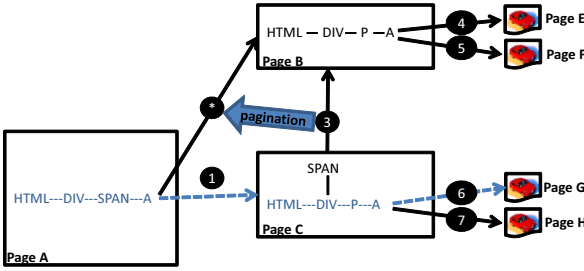 4
Page E
HTML — DIV — P — A
5
Page F
Page B
*
pagination
3
1
SPAN
6
Page G
HTML---DIV---SPAN---A
HTML---DIV---P---A
7
Page H
Page C
Page A